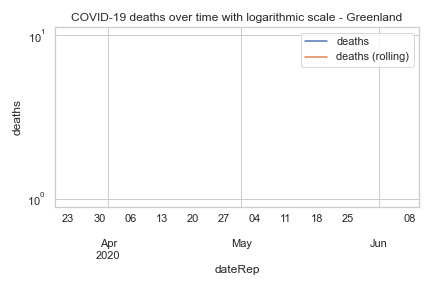 COVID-19 deaths over time with logarithmic scale - Greenland
10¹
deaths
deaths (rolling)
deaths
10⁰
23 30 06 13 20 27 04 11 18 25 08
Apr May Jun
2020
dateRep